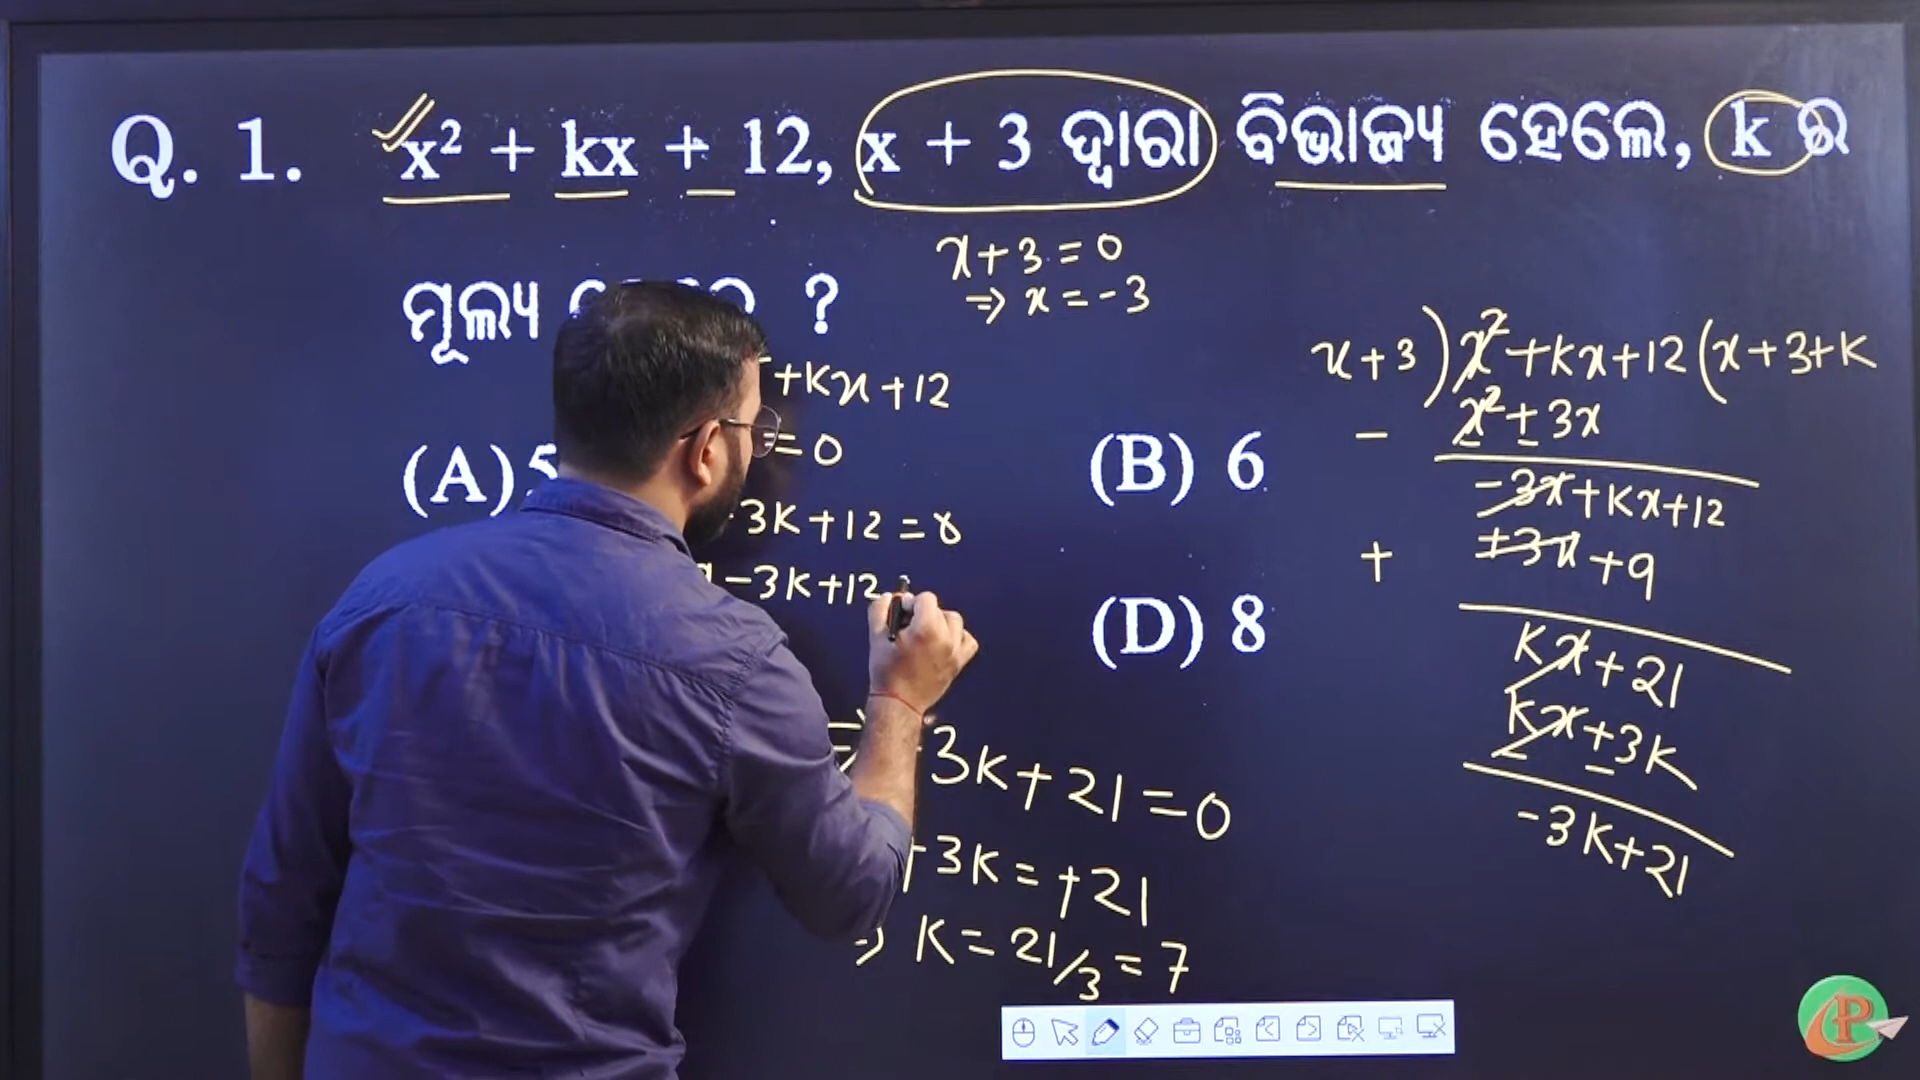 Q. 1. x² + kx + 12, x + 3 ଦ୍ୱାରା ବିଭାଜ୍ୟ ହେଲେ, k ର
ମୂଲ୍ୟ ?
(A) 5
(B) 6
(D) 8
x+3=0
⇒ x=-3
+kx+12
=0
3k+12=0
-3k+12
3k+21=0
+3k=+21
⇒ k=21/3=7
x+3)x²+kx+12(x+3+k
- x²+3x
-3x+kx+12
+ +3x+9
kx+21
kx+3k
-3k+21
P